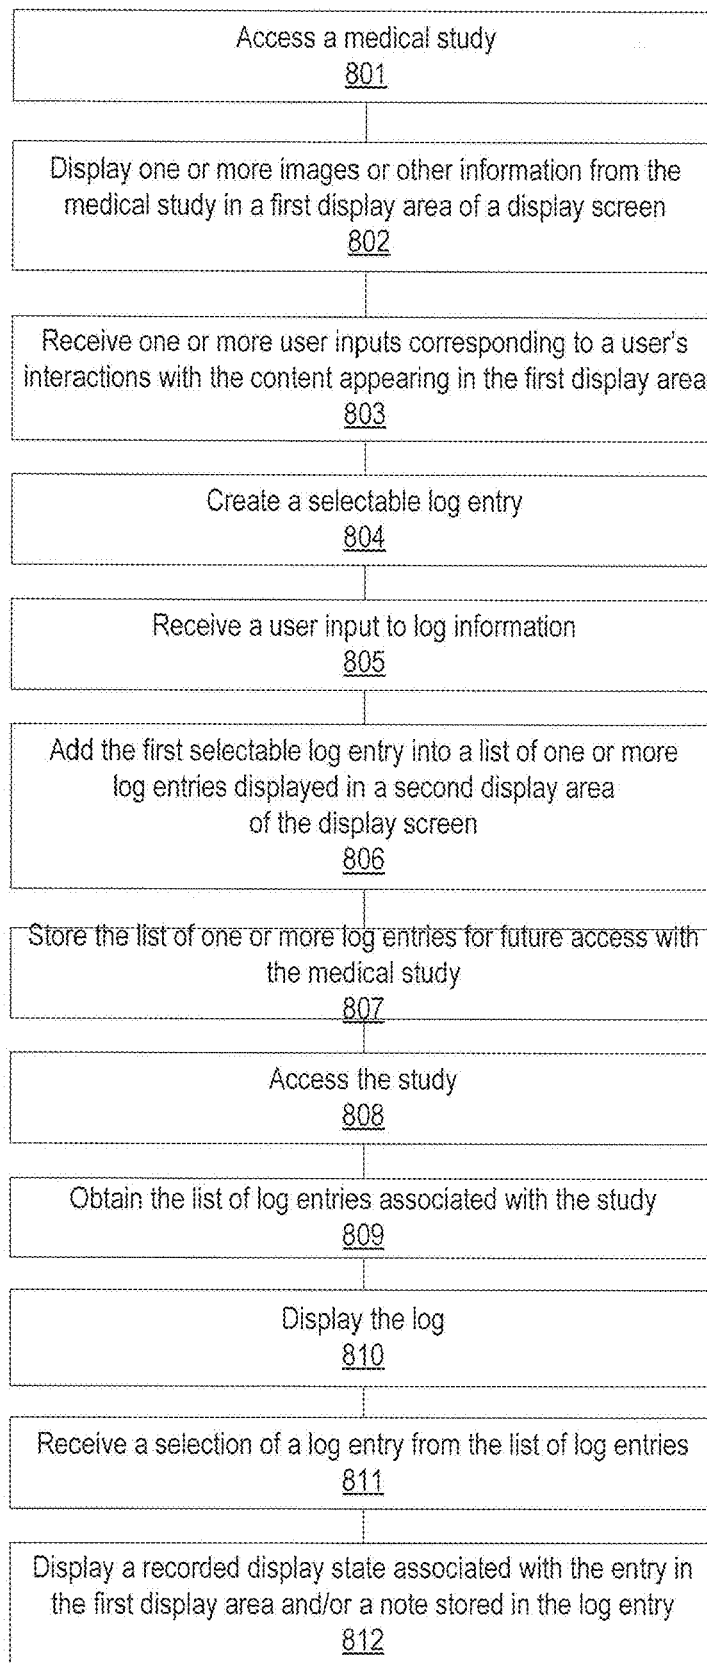 Access a medical study
801
Display one or more images or other information from the
medical study in a first display area of a display screen
802
Receive one or more user inputs corresponding to a user's
interactions with the content appearing in the first display area
803
Create a selectable log entry
804
Receive a user input to log information
805
Add the first selectable log entry into a list of one or more
log entries displayed in a second display area
of the display screen
806
Store the list of one or more log entries for future access with
the medical study
807
Access the study
808
Obtain the list of log entries associated with the study
809
Display the log
810
Receive a selection of a log entry from the list of log entries
811
Display a recorded display state associated with the entry in
the first display area and/or a note stored in the log entry
812